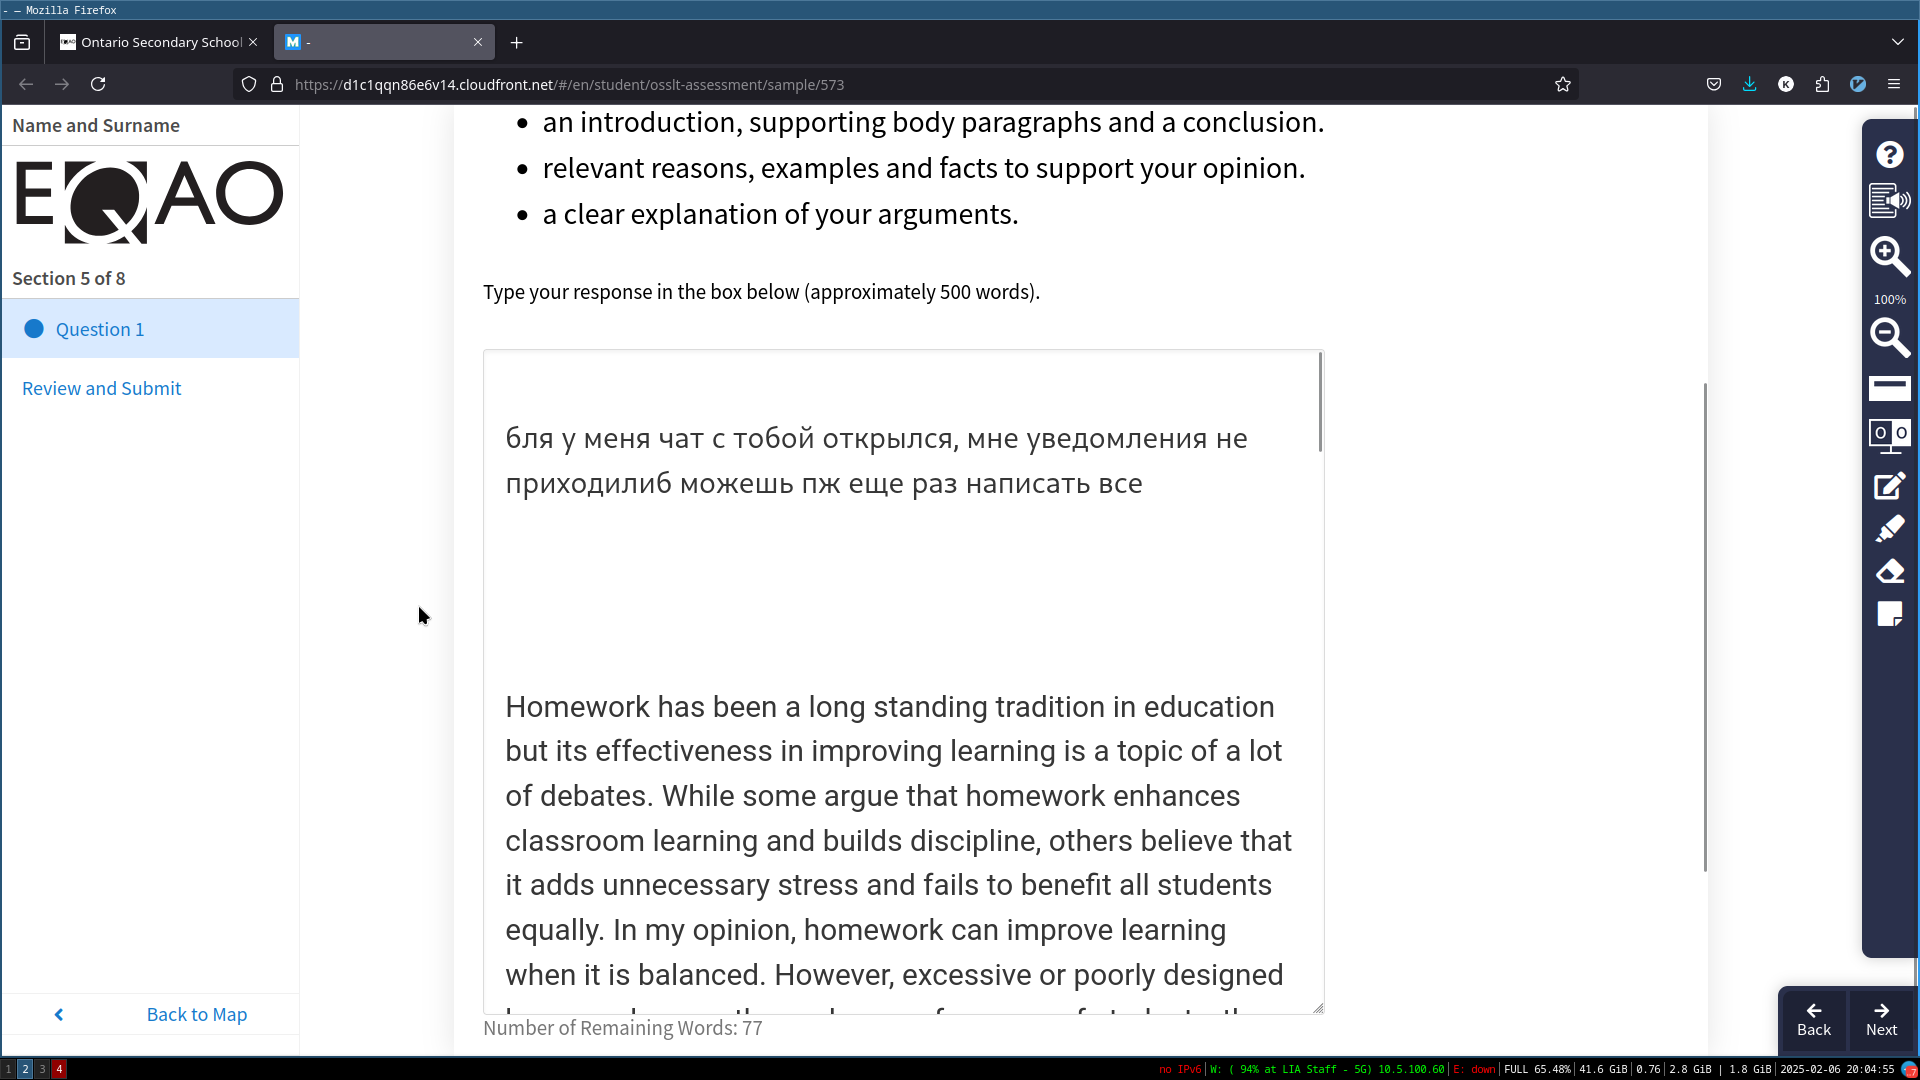 - — Mozilla Firefox
Ontario Secondary School
M -
https://d1c1qqn86e6v14.cloudfront.net/#/en/student/osslt-assessment/sample/573
Name and Surname
EQAO
Section 5 of 8
Question 1
Review and Submit
Back to Map
an introduction, supporting body paragraphs and a conclusion.
relevant reasons, examples and facts to support your opinion.
a clear explanation of your arguments.
Type your response in the box below (approximately 500 words).
бля у меня чат с тобой открылся, мне уведомления не
приходилиб можешь пж еще раз написать все
Homework has been a long standing tradition in education
but its effectiveness in improving learning is a topic of a lot
of debates. While some argue that homework enhances
classroom learning and builds discipline, others believe that
it adds unnecessary stress and fails to benefit all students
equally. In my opinion, homework can improve learning
when it is balanced. However, excessive or poorly designed
Number of Remaining Words: 77
100%
Back
Next
1 2 3 4
no IPv6 | W: ( 94% at LIA Staff - 5G) 10.5.100.60 | E: down | FULL 65.48% | 41.6 GiB | 0.76 | 2.8 GiB | 1.8 GiB | 2025-02-06 20:04:55